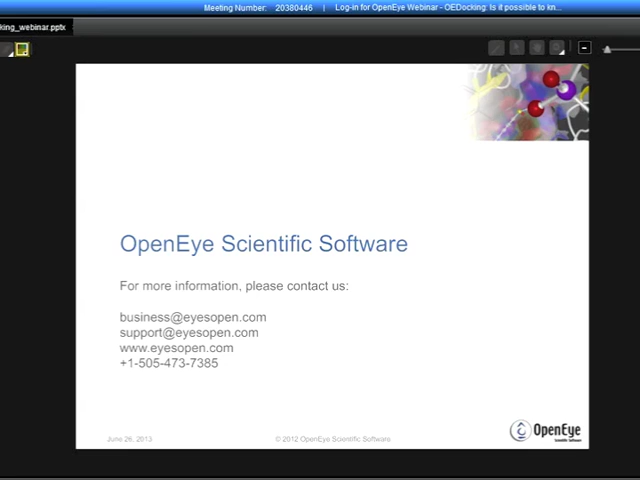 Meeting Number: 20380446 | Log-in for OpenEye Webinar - OEDocking: Is it possible to kn...
king_webinar.pptx
OpenEye Scientific Software
For more information, please contact us:
business@eyesopen.com
support@eyesopen.com
www.eyesopen.com
+1-505-473-7385
June 26, 2013 © 2012 OpenEye Scientific Software
OpenEye
Scientific Software